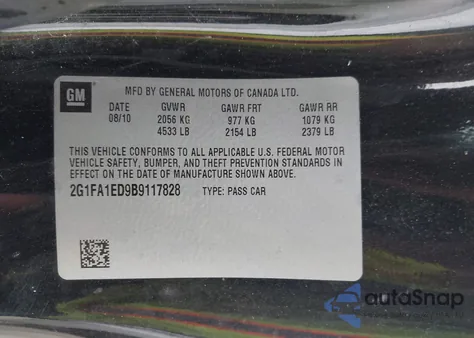 GM
MFD BY GENERAL MOTORS OF CANADA LTD.
DATE GVWR GAWR FRT GAWR RR
08/10 2056 KG 977 KG 1079 KG
4533 LB 2154 LB 2379 LB
THIS VEHICLE CONFORMS TO ALL APPLICABLE U.S. FEDERAL MOTOR
VEHICLE SAFETY, BUMPER, AND THEFT PREVENTION STANDARDS IN
EFFECT ON THE DATE OF MANUFACTURE SHOWN ABOVE.
2G1FA1ED9B9117828 TYPE: PASS CAR
autoSnap